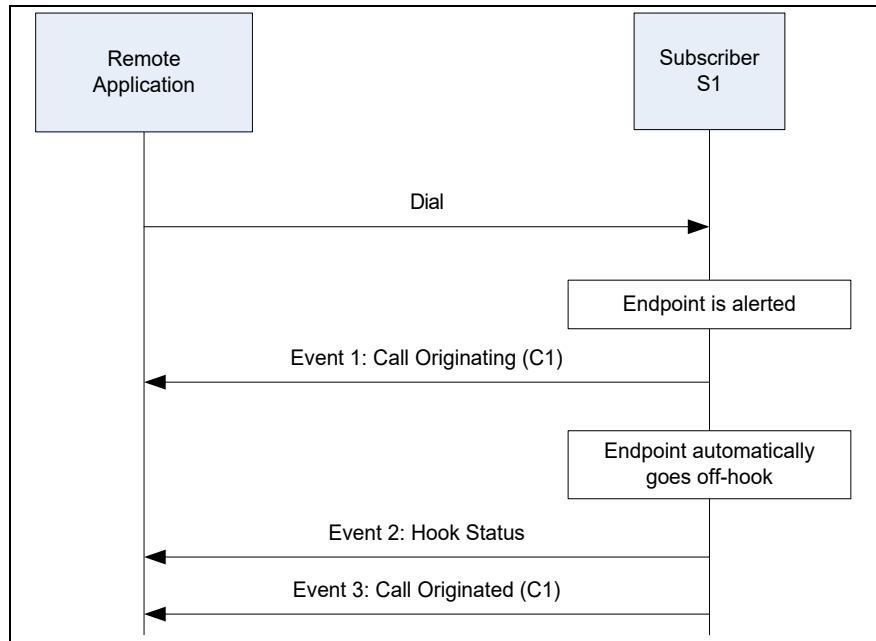 Remote
Application
Subscriber
S1
Dial
Endpoint is alerted
Event 1: Call Originating (C1)
Endpoint automatically
goes off-hook
Event 2: Hook Status
Event 3: Call Originated (C1)